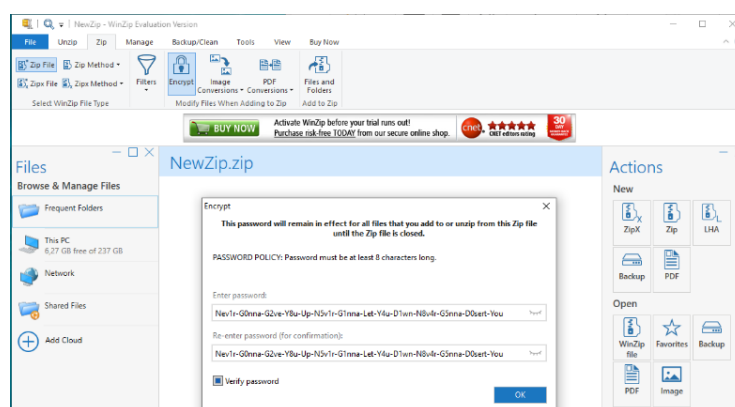 NewZip - WinZip Evaluation Version
File Unzip Zip Manage Backup/Clean Tools View Buy Now
Zip File Zip Method
Zipx File Zipx Method
Filters
Encrypt
Image Conversions
PDF Conversions
Files and Folders
Select WinZip File Type
Modify Files When Adding to Zip
Add to Zip
BUY NOW
Activate WinZip before your trial runs out!
Purchase risk-free TODAY from our secure online shop.
cnet
CNET editors rating
30
DAY
Files
Browse & Manage Files
Frequent Folders
This PC
6,27 GB free of 237 GB
Network
Shared Files
Add Cloud
NewZip.zip
Encrypt
This password will remain in effect for all files that you add to or unzip from this Zip file
until the Zip file is closed.
PASSWORD POLICY: Password must be at least 8 characters long.
Enter password:
Nev1r-G0nna-G2ve-Y8u-Up-N5v1r-G1nna-Let-Y4u-D1wn-N8v4r-G5nna-D0sert-You
Re-enter password (for confirmation):
Nev1r-G0nna-G2ve-Y8u-Up-N5v1r-G1nna-Let-Y4u-D1wn-N8v4r-G5nna-D0sert-You
Verify password
OK
Actions
New
ZipX Zip LHA
Backup PDF
Open
WinZip file
Favorites
Backup
PDF Image